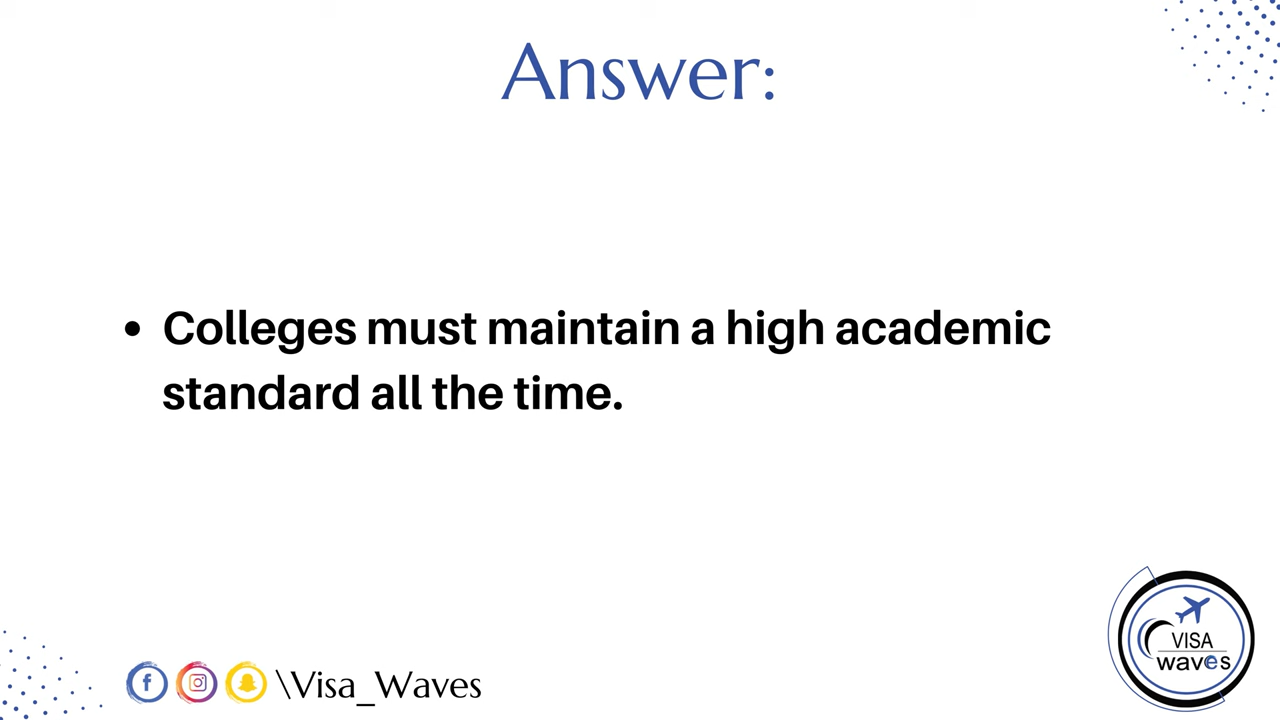 Answer:
• Colleges must maintain a high academic
standard all the time.
\Visa_Waves
VISA
waves